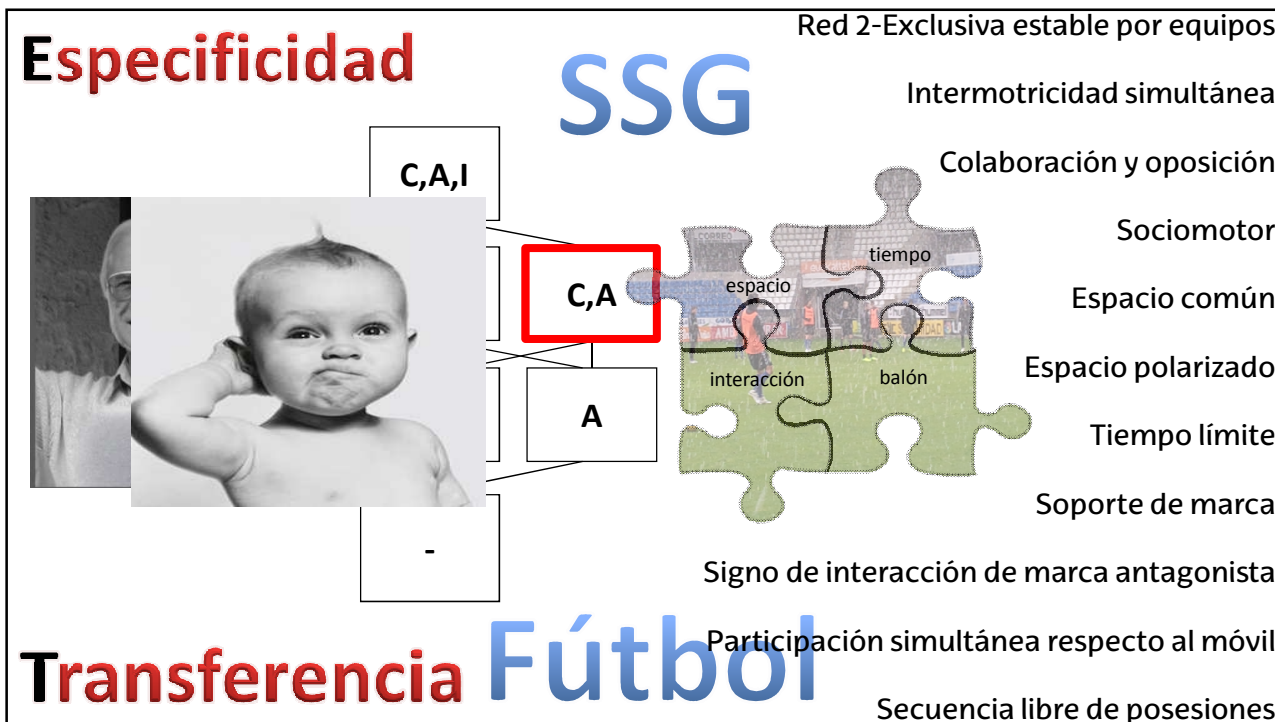 Especificidad
SSG
Red 2-Exclusiva estable por equipos
Intermotricidad simultánea
Colaboración y oposición
Sociomotor
Espacio común
Espacio polarizado
Tiempo límite
Soporte de marca
Signo de interacción de marca antagonista
Participación simultánea respecto al móvil
Secuencia libre de posesiones
C,A,I
C,A
A
-
tiempo
espacio
interacción
balón
Transferencia
Fútbol